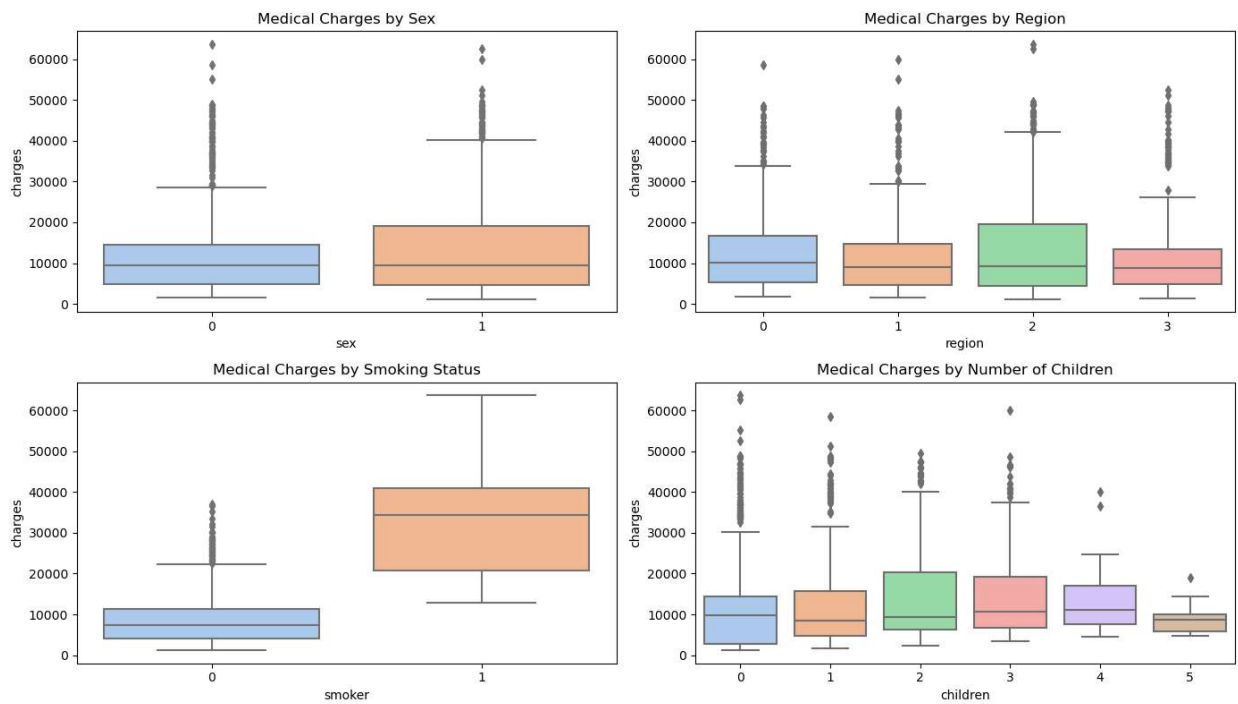 Medical Charges by Sex
60000
50000
40000
30000
20000
10000
0
charges
0 1
sex
Medical Charges by Region
60000
50000
40000
30000
20000
10000
0
charges
0 1 2 3
region
Medical Charges by Smoking Status
60000
50000
40000
30000
20000
10000
0
charges
0 1
smoker
Medical Charges by Number of Children
60000
50000
40000
30000
20000
10000
0
charges
0 1 2 3 4 5
children